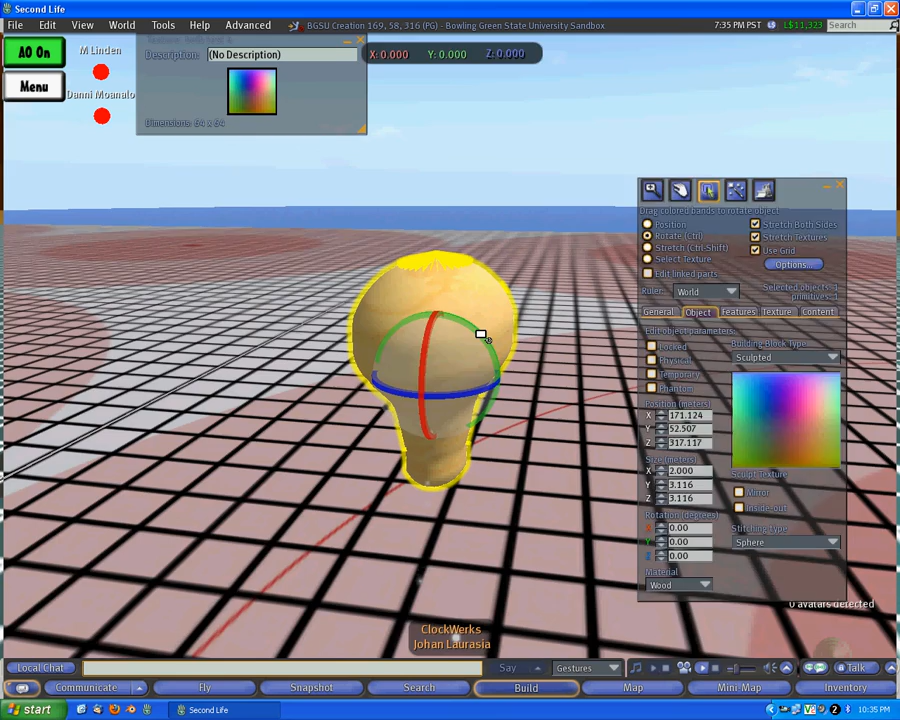 Second Life
File Edit View World Tools Help Advanced BGSU Creation 169, 58, 316 (PG) - Bowling Green State University Sandbox 7:35 PM PST L$11,323 Search
AO On
M Linden
Menu
Danni Moanalo
Description: (No Description)
Dimensions: 64 x 64
X: 0.000 Y: 0.000 Z: 0.000
Drag colored bands to rotate object
Position
Rotate (Ctrl)
Stretch (Ctrl-Shift)
Select Texture
Edit linked parts
Stretch Both Sides
Stretch Textures
Use Grid
Options...
Ruler: World
Selected objects: 1
primitives: 1
General Object Features Texture Content
Edit object parameters:
Locked
Physical
Temporary
Phantom
Position (meters)
X 171.124
Y 52.507
Z 317.117
Size (meters)
X 2.000
Y 3.116
Z 3.116
Rotation (degrees)
X 0.00
Y 0.00
Z 0.00
Material
Wood
Building Block Type
Sculpted
Sculpt Texture
Mirror
Inside-out
Stitching type
Sphere
0 avatars detected
ClockWerks
Johan Laurasia
Local Chat Say Gestures Talk
Communicate Fly Snapshot Search Build Map Mini-Map Inventory
start Second Life 10:35 PM